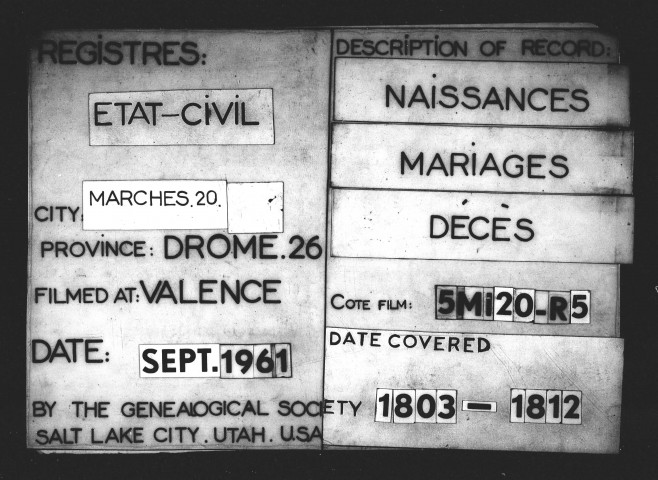 REGISTRES:
ETAT-CIVIL
CITY: MARCHES.20.
PROVINCE: DROME.26
FILMED AT: VALENCE
DATE: SEPT.1961
BY THE GENEALOGICAL SOCIETY
SALT LAKE CITY. UTAH. USA
DESCRIPTION OF RECORD:
NAISSANCES
MARIAGES
DÉCÈS
COTE FILM: 5Mi20-R5
DATE COVERED
1803 - 1812